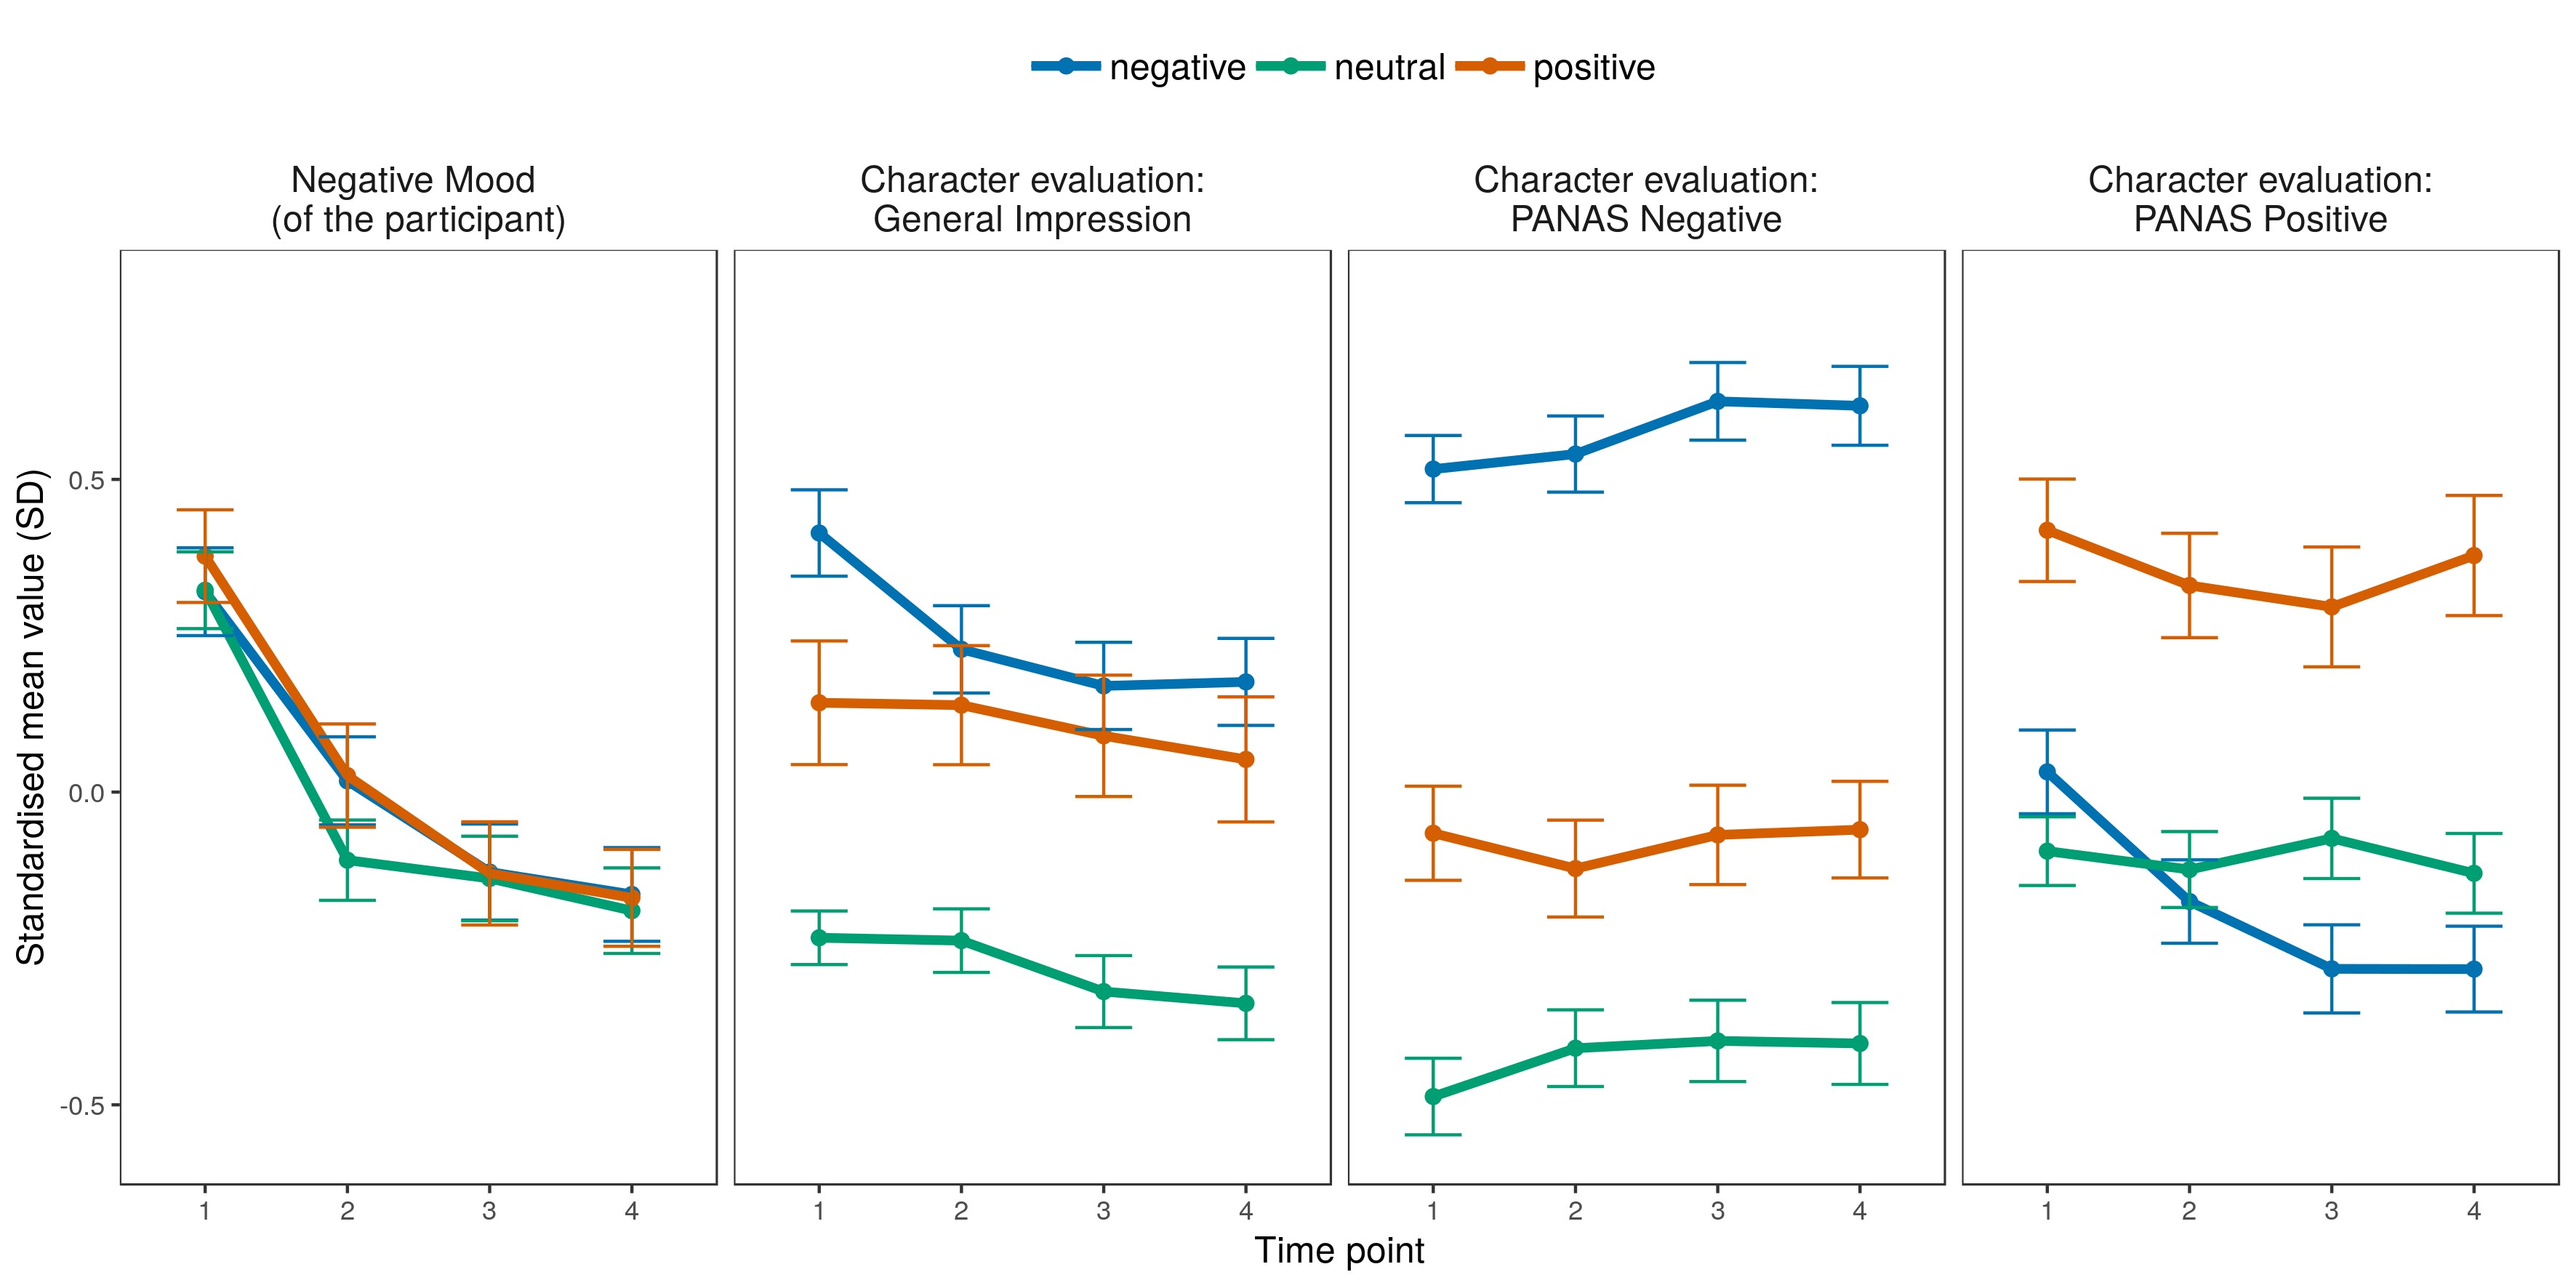 negative neutral positive
Negative Mood
(of the participant)
Character evaluation:
General Impression
Character evaluation:
PANAS Negative
Character evaluation:
PANAS Positive
Standardised mean value (SD)
0.5
0.0
-0.5
1 2 3 4
1 2 3 4
1 2 3 4
1 2 3 4
Time point